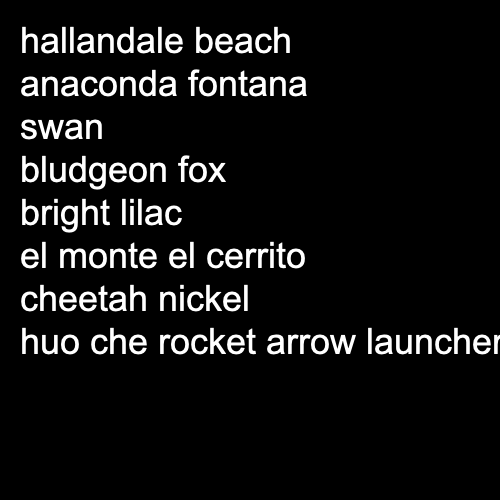 hallandale beach
anaconda fontana
swan
bludgeon fox
bright lilac
el monte el cerrito
cheetah nickel
huo che rocket arrow launcher